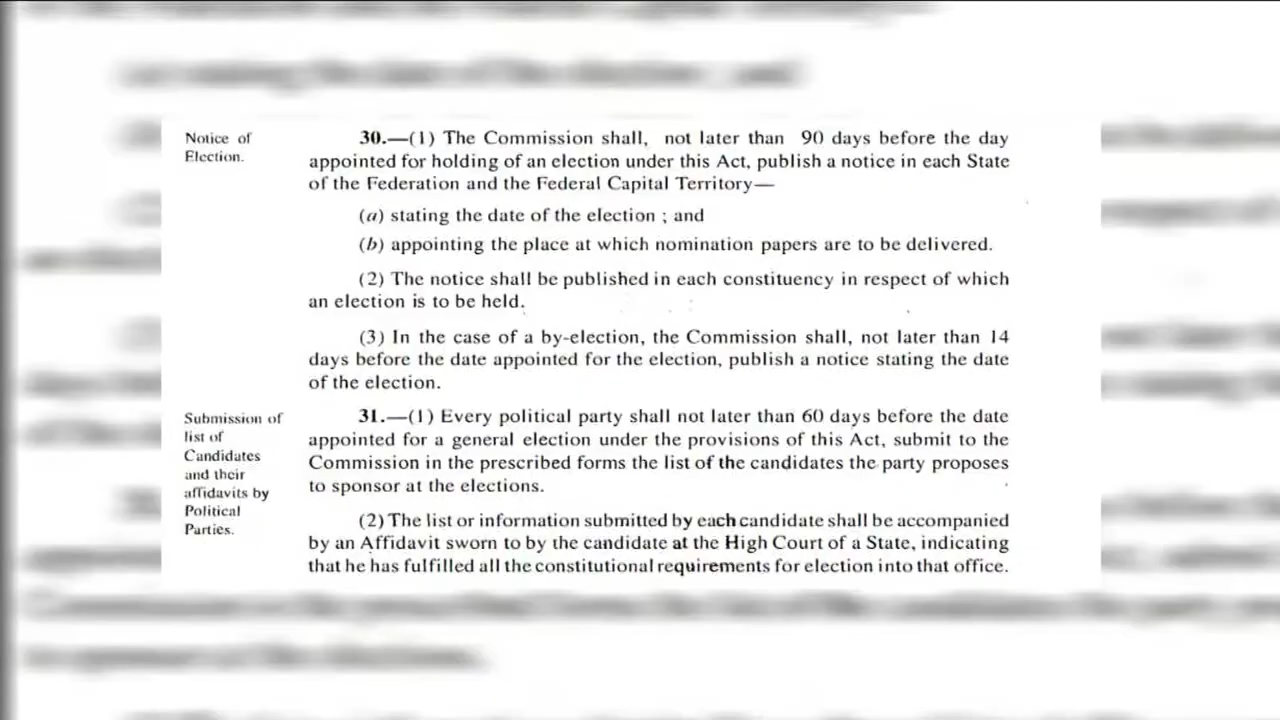 Notice of
Election.
30.—(1) The Commission shall, not later than 90 days before the day
appointed for holding of an election under this Act, publish a notice in each State
of the Federation and the Federal Capital Territory—
(a) stating the date of the election ; and
(b) appointing the place at which nomination papers are to be delivered.
(2) The notice shall be published in each constituency in respect of which
an election is to be held.
(3) In the case of a by-election, the Commission shall, not later than 14
days before the date appointed for the election, publish a notice stating the date
of the election.
Submission of
list of
Candidates
and their
affidavits by
Political
Parties.
31.—(1) Every political party shall not later than 60 days before the date
appointed for a general election under the provisions of this Act, submit to the
Commission in the prescribed forms the list of the candidates the party proposes
to sponsor at the elections.
(2) The list or information submitted by each candidate shall be accompanied
by an Affidavit sworn to by the candidate at the High Court of a State, indicating
that he has fulfilled all the constitutional requirements for election into that office.